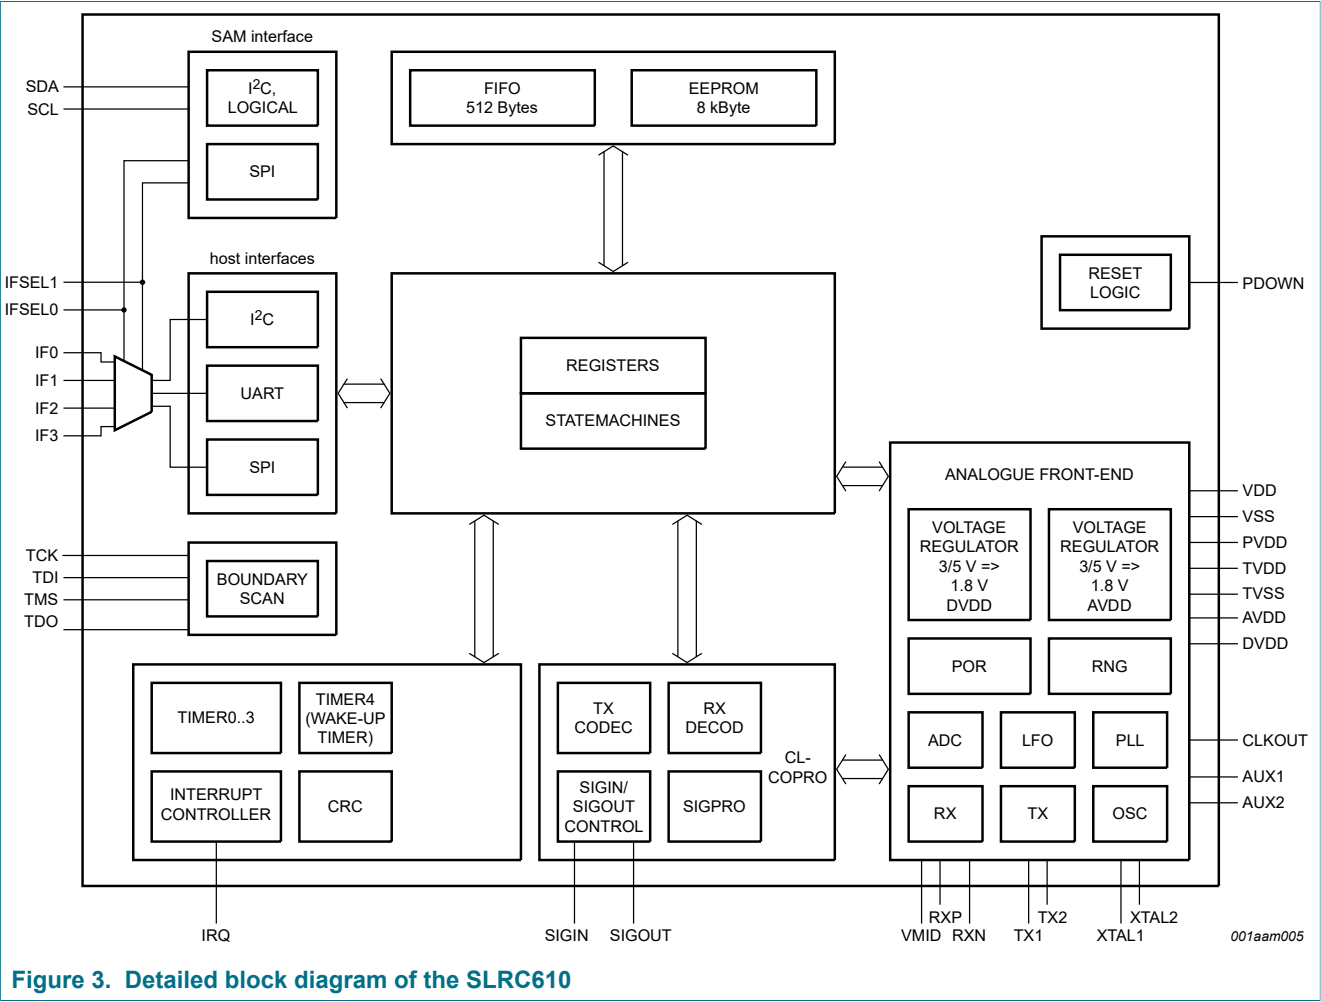 SAM interface
SDA
SCL
I2C,
LOGICAL
SPI
FIFO
512 Bytes
EEPROM
8 kByte
host interfaces
IFSEL1
IFSEL0
IF0
IF1
IF2
IF3
I2C
UART
SPI
REGISTERS
STATEMACHINES
RESET
LOGIC
PDOWN
TCK
TDI
TMS
TDO
BOUNDARY
SCAN
ANALOGUE FRONT-END
VOLTAGE
REGULATOR
3/5 V =>
1.8 V
DVDD
VOLTAGE
REGULATOR
3/5 V =>
1.8 V
AVDD
POR
RNG
ADC
LFO
PLL
RX
TX
OSC
VDD
VSS
PVDD
TVDD
TVSS
AVDD
DVDD
CLKOUT
AUX1
AUX2
TIMER0..3
TIMER4
(WAKE-UP
TIMER)
INTERRUPT
CONTROLLER
CRC
TX
CODEC
RX
DECOD
CL-
COPRO
SIGIN/
SIGOUT
CONTROL
SIGPRO
IRQ
SIGIN
SIGOUT
VMID
RXP
RXN
TX1
TX2
XTAL1
XTAL2
001aam005
Figure 3. Detailed block diagram of the SLRC610